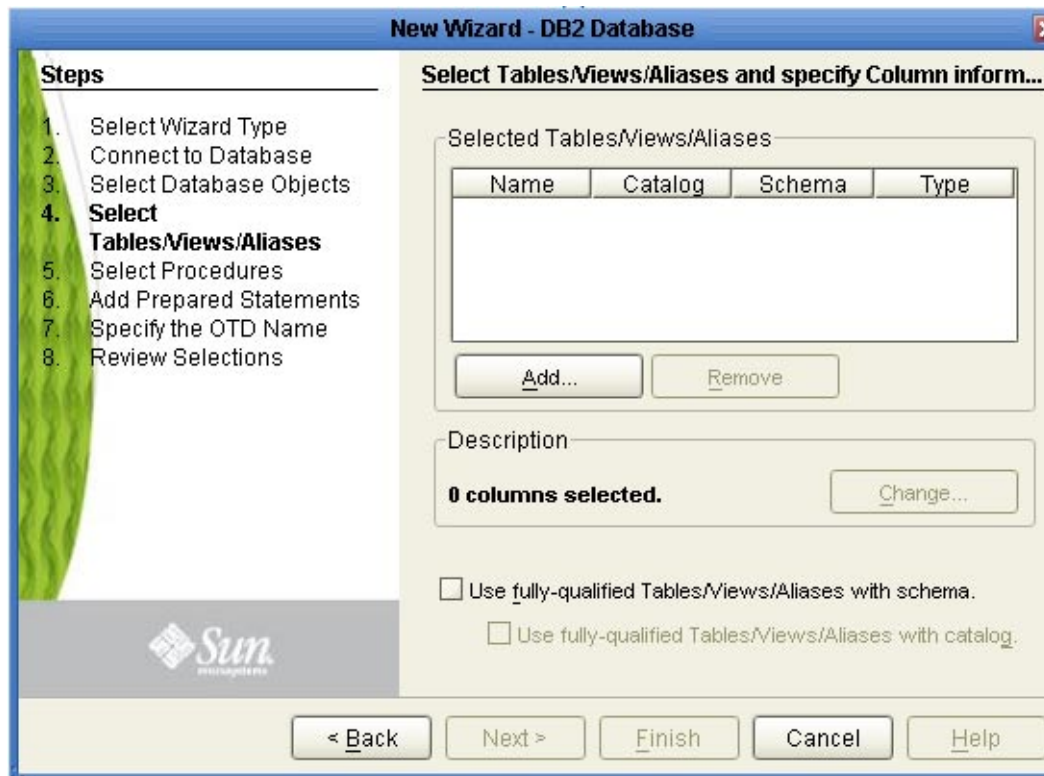 New Wizard - DB2 Database
Steps
1. Select Wizard Type
2. Connect to Database
3. Select Database Objects
4. Select
Tables/Views/Aliases
5. Select Procedures
6. Add Prepared Statements
7. Specify the OTD Name
8. Review Selections
Sun
microsystems
Select Tables/Views/Aliases and specify Column inform...
Selected Tables/Views/Aliases
Name Catalog Schema Type
Add... Remove
Description
0 columns selected. Change...
Use fully-qualified Tables/Views/Aliases with schema.
Use fully-qualified Tables/Views/Aliases with catalog.
< Back Next > Finish Cancel Help